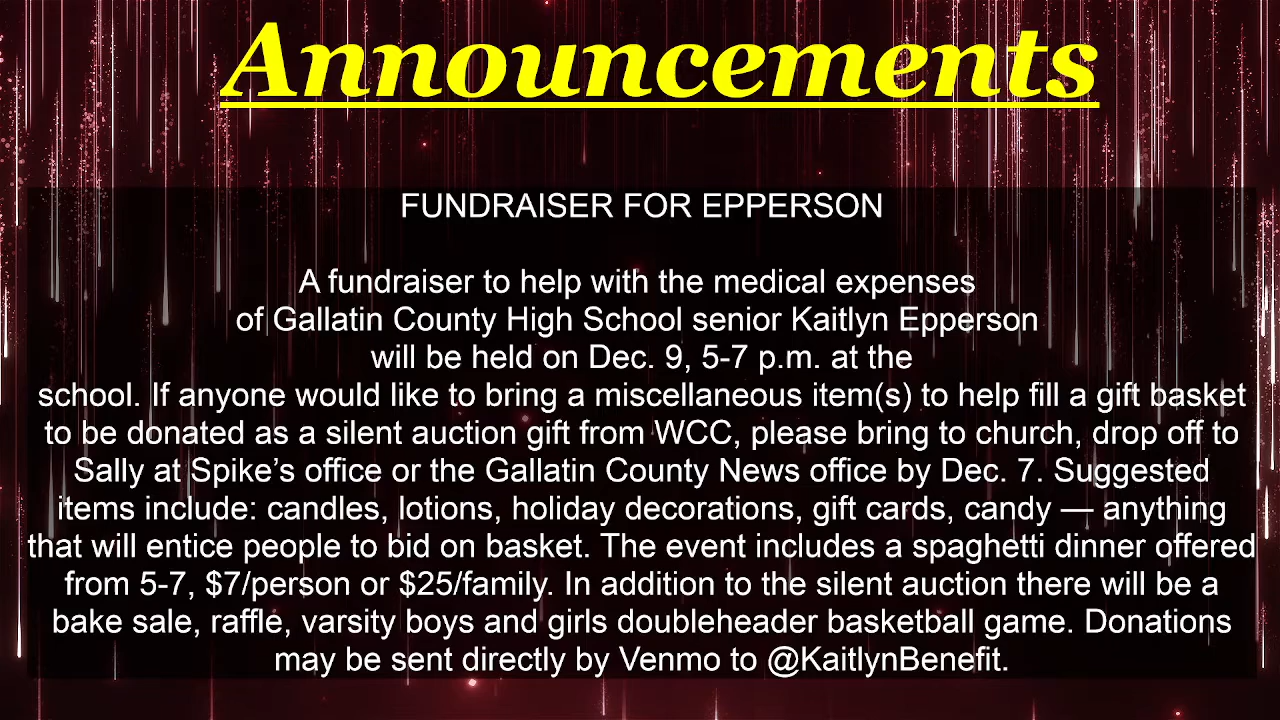 Announcements
FUNDRAISER FOR EPPERSON
A fundraiser to help with the medical expenses
of Gallatin County High School senior Kaitlyn Epperson
will be held on Dec. 9, 5-7 p.m. at the
school. If anyone would like to bring a miscellaneous item(s) to help fill a gift basket
to be donated as a silent auction gift from WCC, please bring to church, drop off to
Sally at Spike’s office or the Gallatin County News office by Dec. 7. Suggested
items include: candles, lotions, holiday decorations, gift cards, candy — anything
that will entice people to bid on basket. The event includes a spaghetti dinner offered
from 5-7, $7/person or $25/family. In addition to the silent auction there will be a
bake sale, raffle, varsity boys and girls doubleheader basketball game. Donations
may be sent directly by Venmo to @KaitlynBenefit.